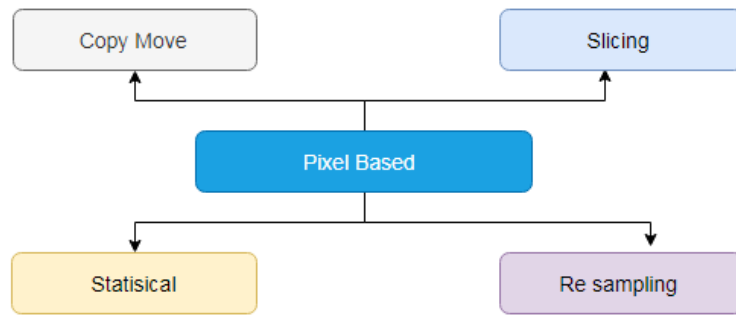 Copy Move
Slicing
Pixel Based
Statisical
Re sampling